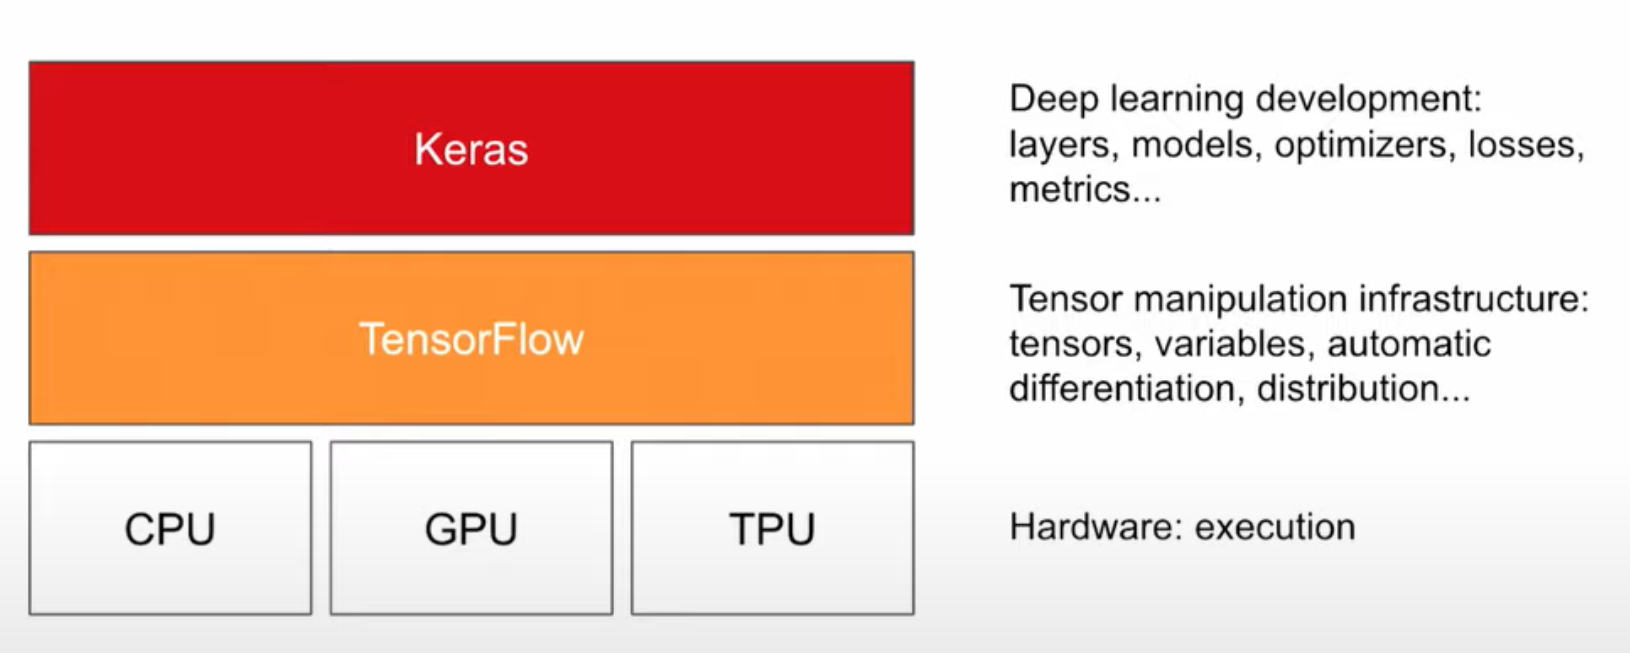 Keras
Deep learning development:
layers, models, optimizers, losses,
metrics...
TensorFlow
Tensor manipulation infrastructure:
tensors, variables, automatic
differentiation, distribution...
CPU
GPU
TPU
Hardware: execution